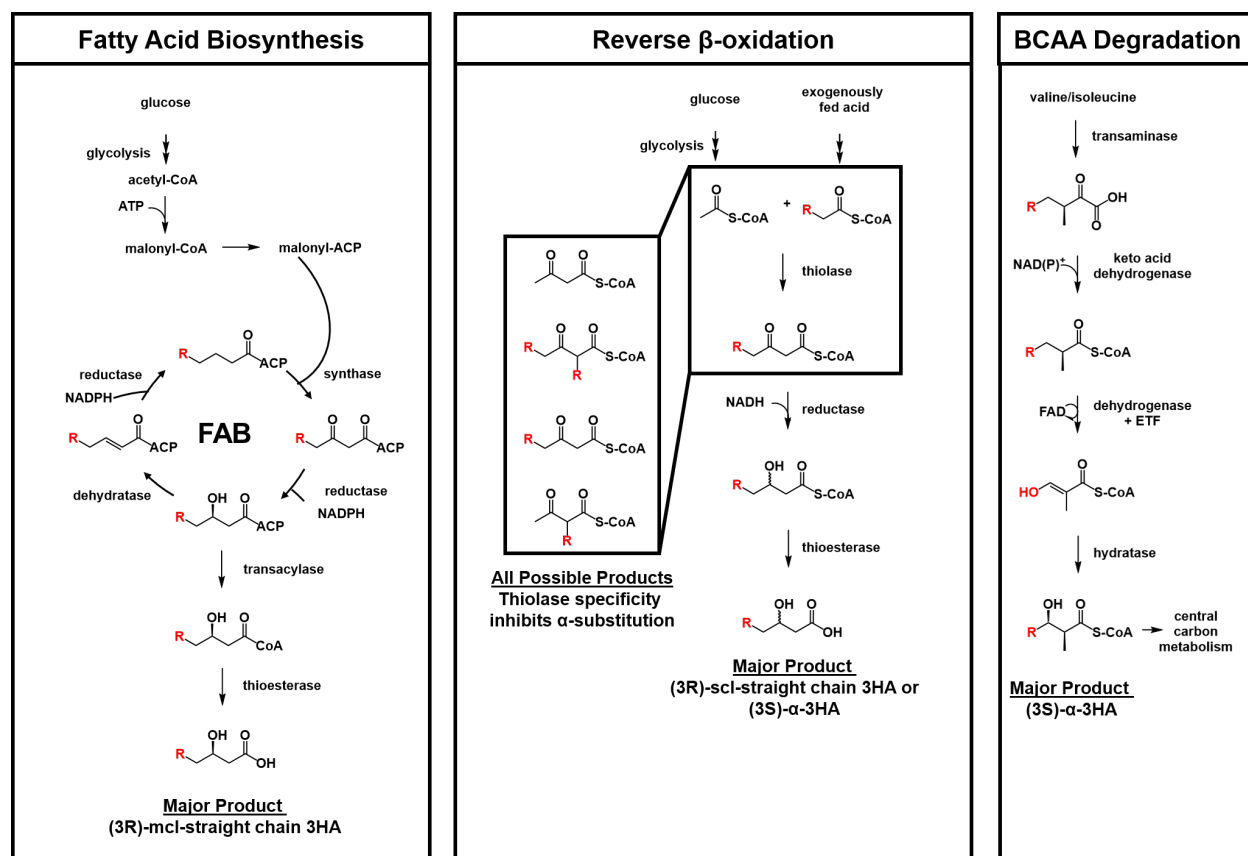 Fatty Acid Biosynthesis
glucose
glycolysis
acetyl-CoA
ATP
malonyl-CoA
malonyl-ACP
O
R
ACP
reductase
NADPH
synthase
O
R
ACP
FAB
O
O
R
ACP
dehydratase
OH
O
R
ACP
reductase
NADPH
transacylase
OH
O
R
CoA
thioesterase
OH
O
R
OH
Major Product
(3R)-mcl-straight chain 3HA
Reverse β-oxidation
glucose
exogenously
fed acid
glycolysis
O
S-CoA
+
O
R
S-CoA
thiolase
O
O
R
S-CoA
O
O
S-CoA
O
O
R
S-CoA
R
O
O
R
S-CoA
O
O
S-CoA
R
All Possible Products
Thiolase specificity
inhibits α-substitution
NADH
reductase
OH
O
R
S-CoA
thioesterase
OH
O
R
OH
Major Product
(3R)-scl-straight chain 3HA or
(3S)-α-3HA
BCAA Degradation
valine/isoleucine
transaminase
O
OH
R
O
NAD(P)+
keto acid
dehydrogenase
O
R
S-CoA
FAD
dehydrogenase
+ ETF
O
HO
S-CoA
hydratase
OH
O
R
S-CoA
central
carbon
metabolism
Major Product
(3S)-α-3HA